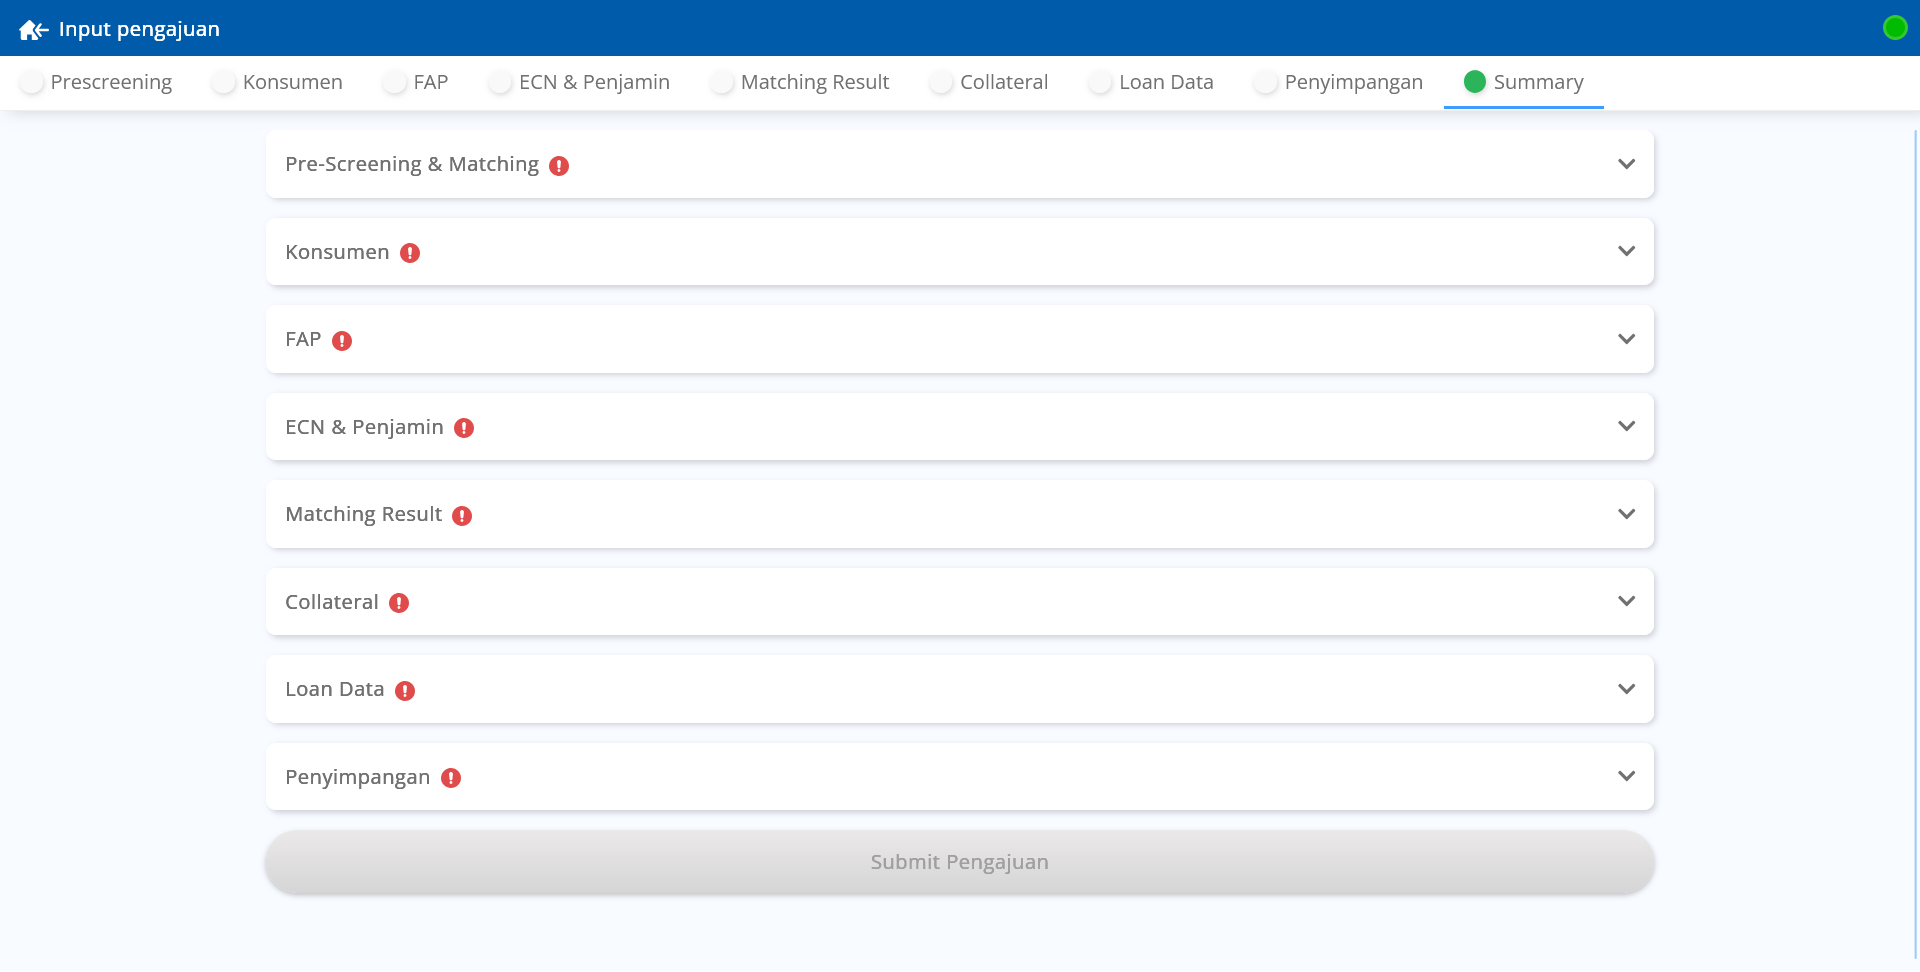 Input pengajuan
Prescreening Konsumen FAP ECN & Penjamin Matching Result Collateral Loan Data Penyimpangan Summary
Pre-Screening & Matching
Konsumen
FAP
ECN & Penjamin
Matching Result
Collateral
Loan Data
Penyimpangan
Submit Pengajuan